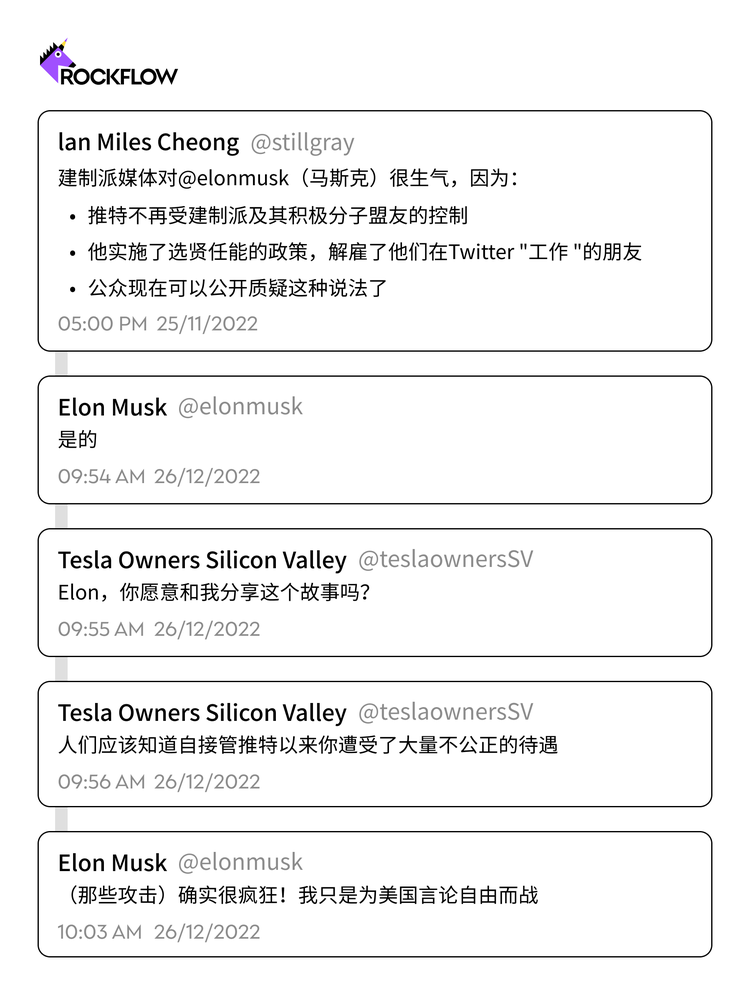 ROCKFLOW
lan Miles Cheong @stillgray
建制派媒体对@elonmusk（马斯克）很生气，因为：
• 推特不再受建制派及其积极分子盟友的控制
• 他实施了选贤任能的政策，解雇了他们在Twitter "工作 "的朋友
• 公众现在可以公开质疑这种说法了
05:00 PM 25/11/2022
Elon Musk @elonmusk
是的
09:54 AM 26/12/2022
Tesla Owners Silicon Valley @teslaownersSV
Elon，你愿意和我分享这个故事吗？
09:55 AM 26/12/2022
Tesla Owners Silicon Valley @teslaownersSV
人们应该知道自接管推特以来你遭受了大量不公正的待遇
09:56 AM 26/12/2022
Elon Musk @elonmusk
（那些攻击）确实很疯狂！我只是为美国言论自由而战
10:03 AM 26/12/2022